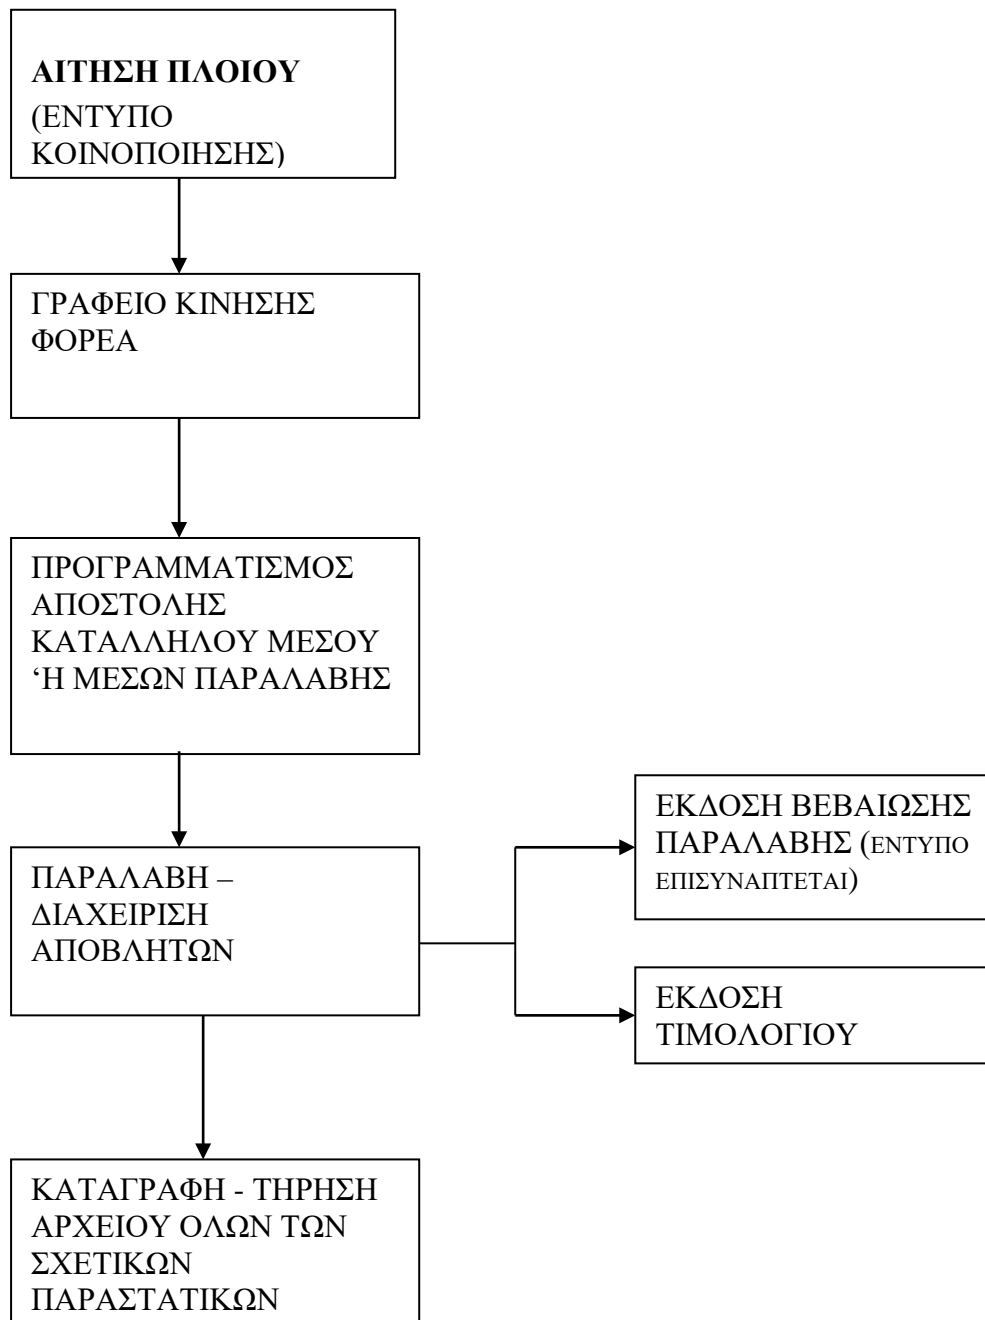 ΑΙΤΗΣΗ ΠΛΟΙΟΥ
(ΕΝΤΥΠΟ
ΚΟΙΝΟΠΟΙΗΣΗΣ)
ΓΡΑΦΕΙΟ ΚΙΝΗΣΗΣ
ΦΟΡΕΑ
ΠΡΟΓΡΑΜΜΑΤΙΣΜΟΣ
ΑΠΟΣΤΟΛΗΣ
ΚΑΤΑΛΛΗΛΟΥ ΜΕΣΟΥ
‘Η ΜΕΣΩΝ ΠΑΡΑΛΑΒΗΣ
ΠΑΡΑΛΑΒΗ –
ΔΙΑΧΕΙΡΙΣΗ
ΑΠΟΒΛΗΤΩΝ
ΕΚΔΟΣΗ ΒΕΒΑΙΩΣΗΣ
ΠΑΡΑΛΑΒΗΣ (ΕΝΤΥΠΟ
ΕΠΙΣΥΝΑΠΤΕΤΑΙ)
ΕΚΔΟΣΗ
ΤΙΜΟΛΟΓΙΟΥ
ΚΑΤΑΓΡΑΦΗ - ΤΗΡΗΣΗ
ΑΡΧΕΙΟΥ ΟΛΩΝ ΤΩΝ
ΣΧΕΤΙΚΩΝ
ΠΑΡΑΣΤΑΤΙΚΩΝ